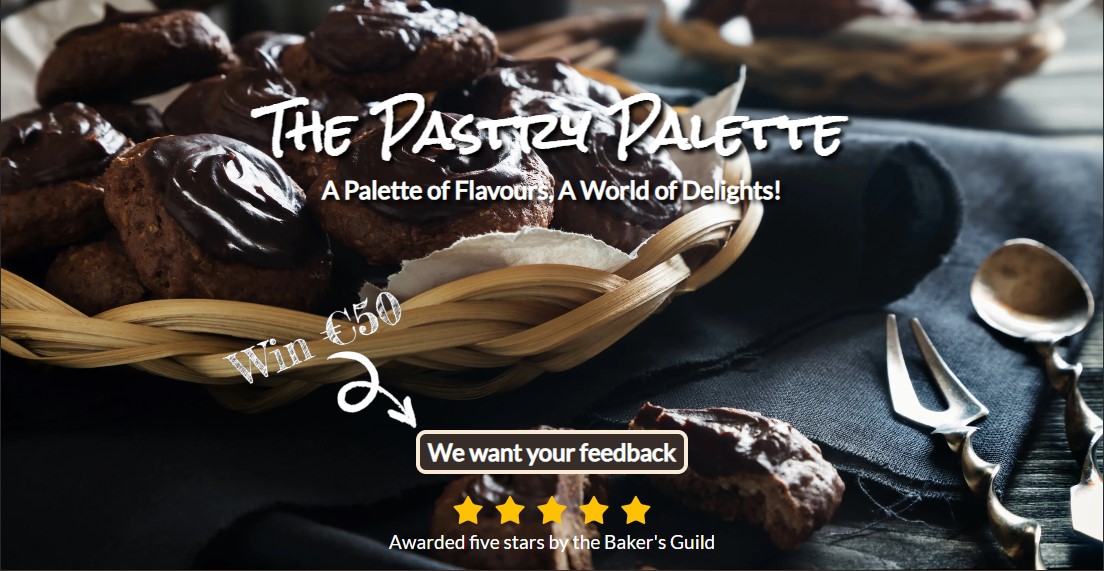 The Pastry Palette
A Palette of Flavours, A World of Delights!
Win €50
We want your feedback
Awarded five stars by the Baker's Guild